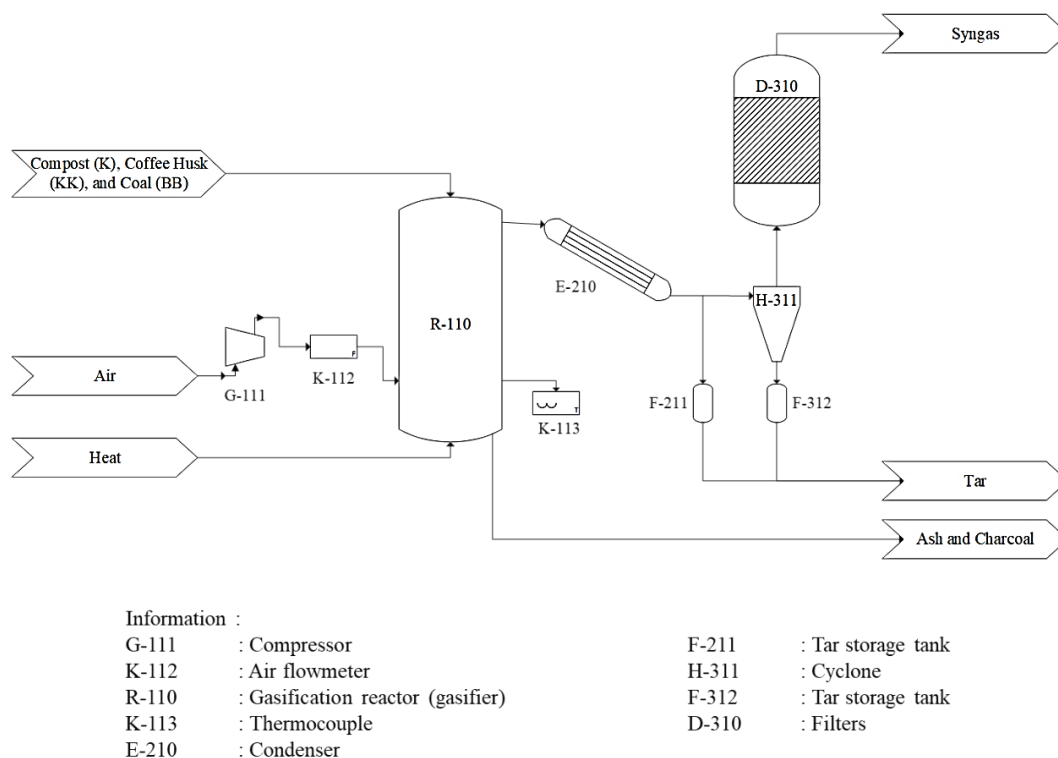 Syngas
D-310
Compost (K), Coffee Husk
(KK), and Coal (BB)
E-210
H-311
R-110
Air
G-111
F
K-112
T
K-113
F-211
F-312
Heat
Tar
Ash and Charcoal
Information :
G-111 : Compressor
K-112 : Air flowmeter
R-110 : Gasification reactor (gasifier)
K-113 : Thermocouple
E-210 : Condenser
F-211 : Tar storage tank
H-311 : Cyclone
F-312 : Tar storage tank
D-310 : Filters